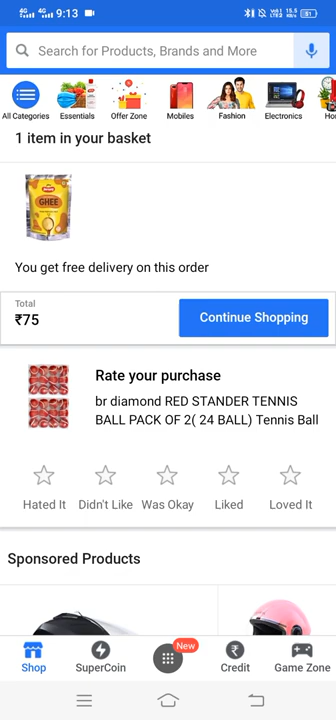 4G 4G 9:13
Search for Products, Brands and More
All Categories Essentials Offer Zone Mobiles Fashion Electronics Ho
1 item in your basket
GHEE
You get free delivery on this order
Total
₹75
Continue Shopping
Rate your purchase
br diamond RED STANDER TENNIS
BALL PACK OF 2( 24 BALL) Tennis Ball
Hated It Didn't Like Was Okay Liked Loved It
Sponsored Products
New
Shop SuperCoin Credit Game Zone